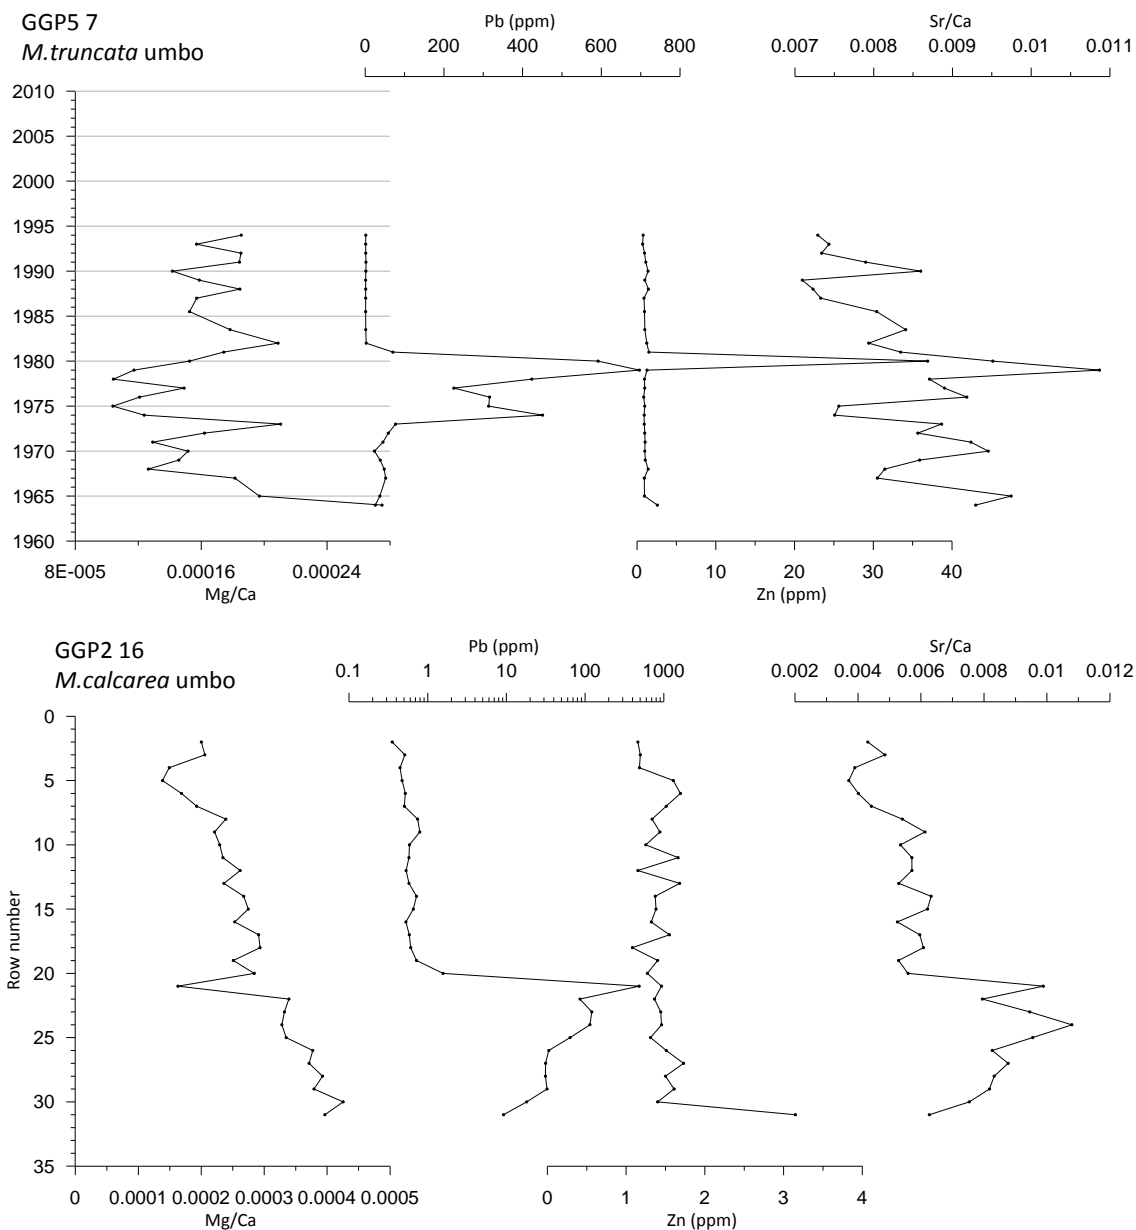 GGP5 7
M.truncata umbo
Pb (ppm)
0 200 400 600 800
Sr/Ca
0.007 0.008 0.009 0.01 0.011
2010
2005
2000
1995
1990
1985
1980
1975
1970
1965
1960
8E-005 0.00016 0.00024
Mg/Ca
0 10 20 30 40
Zn (ppm)
GGP2 16
M.calcarea umbo
Pb (ppm)
0.1 1 10 100 1000
Sr/Ca
0.002 0.004 0.006 0.008 0.01 0.012
Row number
0
5
10
15
20
25
30
35
0 0.0001 0.0002 0.0003 0.0004 0.0005
Mg/Ca
0 1 2 3 4
Zn (ppm)